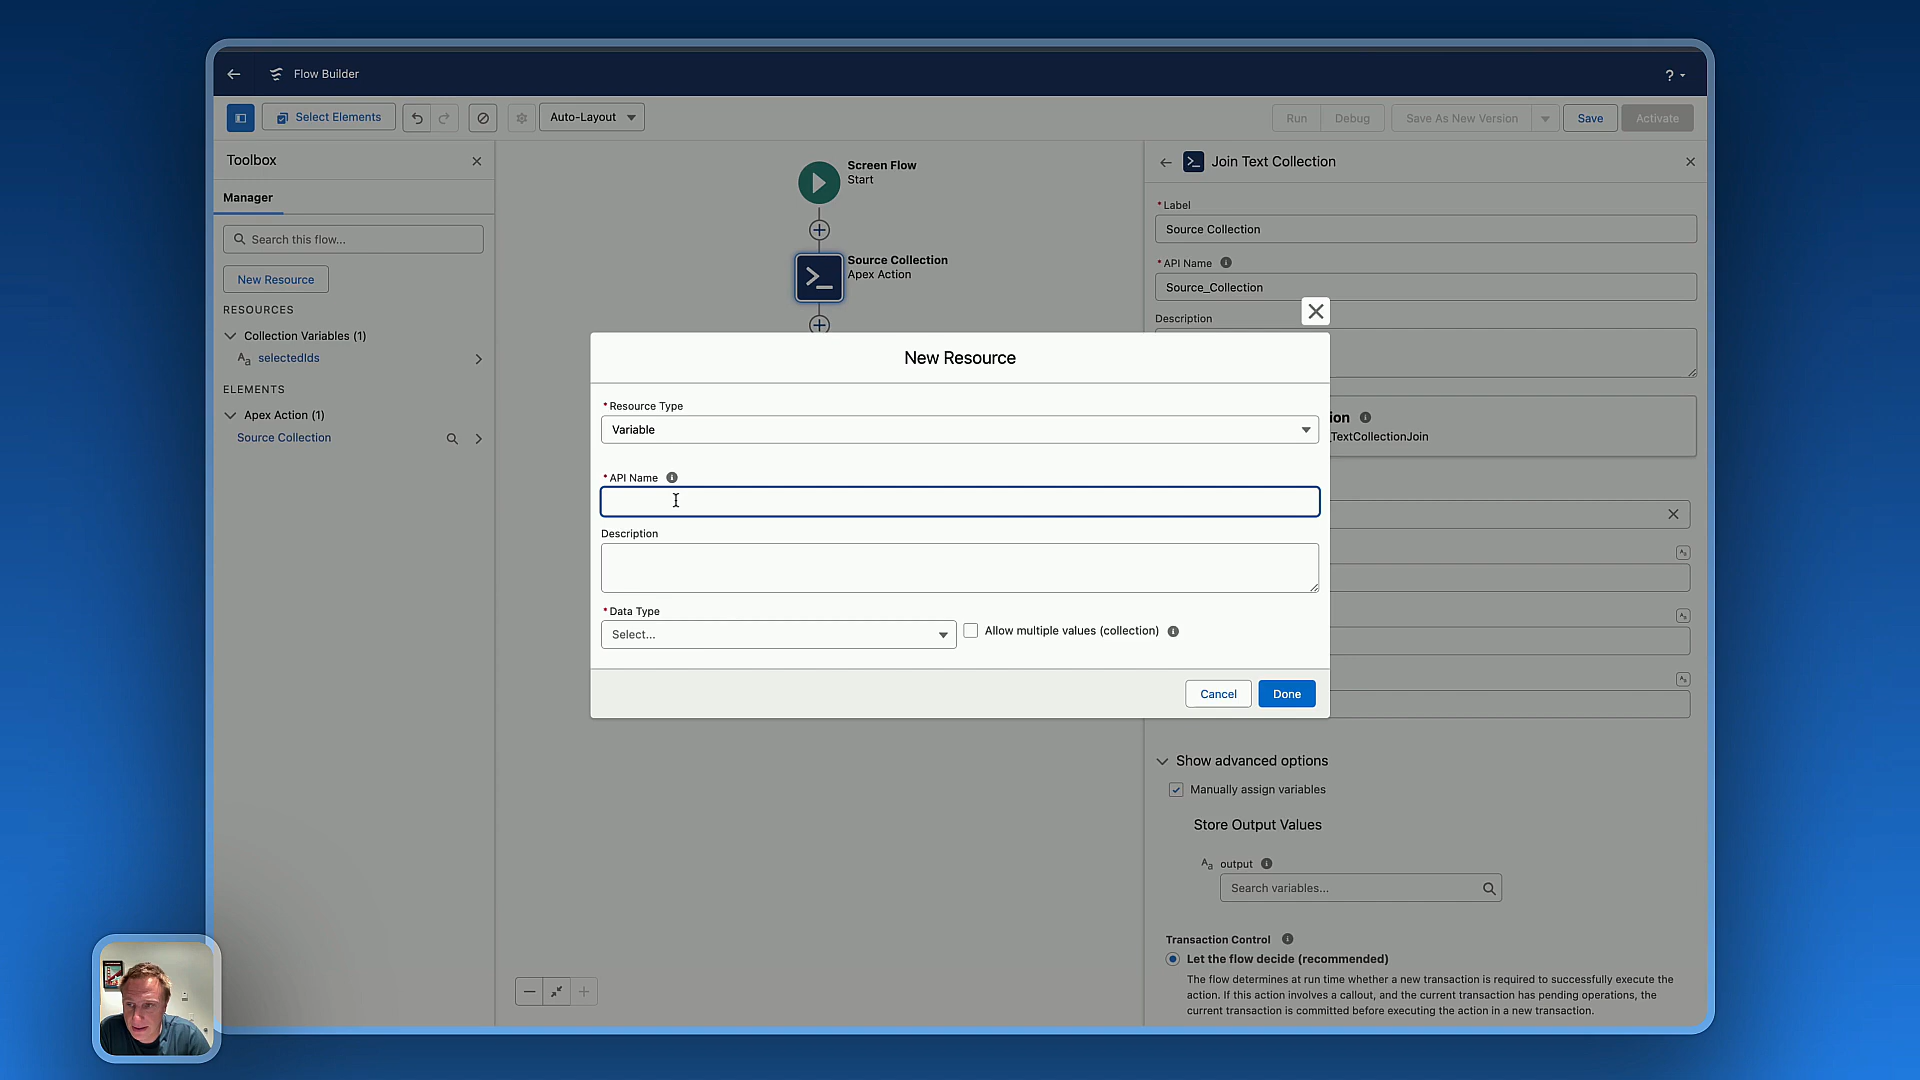 Flow Builder
?
Select Elements
Auto-Layout
Run
Debug
Save As New Version
Save
Activate
Toolbox
Manager
Search this flow...
New Resource
RESOURCES
Collection Variables (1)
Aa selectedIds
ELEMENTS
Apex Action (1)
Source Collection
Screen Flow
Start
Source Collection
Apex Action
Join Text Collection
* Label
Source Collection
* API Name
Source_Collection
Description
ion
_TextCollectionJoin
New Resource
* Resource Type
Variable
* API Name
Description
* Data Type
Select...
Allow multiple values (collection)
Cancel
Done
Show advanced options
Manually assign variables
Store Output Values
Aa output
Search variables...
Transaction Control
Let the flow decide (recommended)
The flow determines at run time whether a new transaction is required to successfully execute the
action. If this action involves a callout, and the current transaction has pending operations, the
current transaction is committed before executing the action in a new transaction.